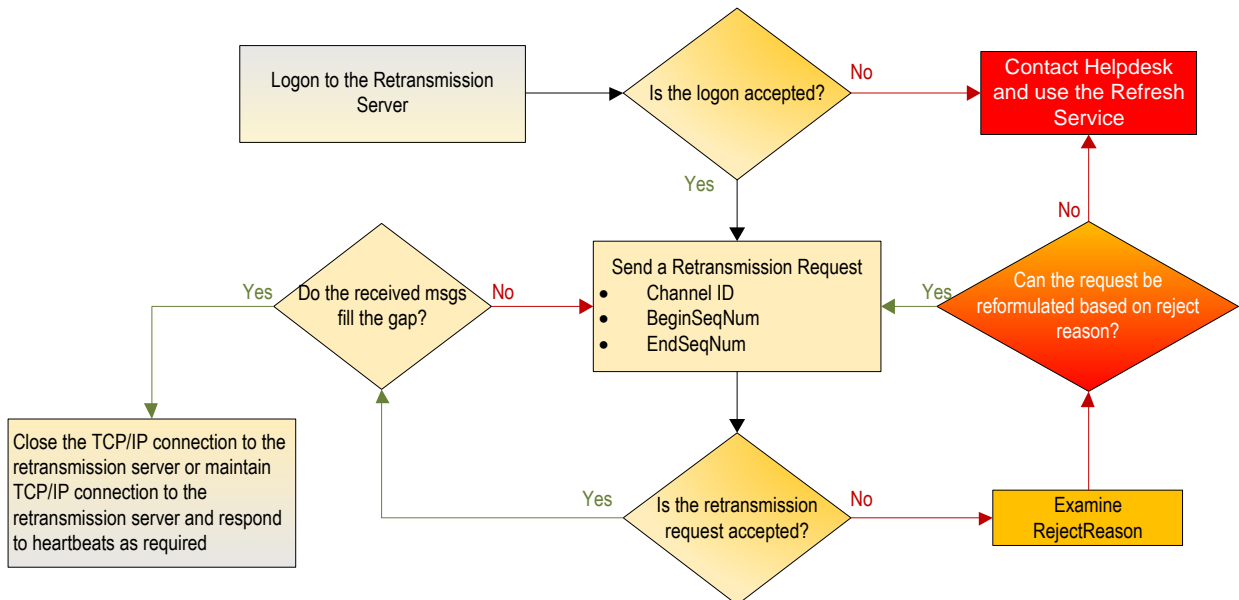 Logon to the Retransmission
Server
Is the logon accepted?
No
Contact Helpdesk
and use the Refresh
Service
Yes
No
Send a Retransmission Request
• Channel ID
• BeginSeqNum
• EndSeqNum
Yes
Do the received msgs
fill the gap?
No
Yes
Can the request be
reformulated based on reject
reason?
Close the TCP/IP connection to the
retransmission server or maintain
TCP/IP connection to the
retransmission server and respond
to heartbeats as required
Yes
Is the retransmission
request accepted?
No
Examine
RejectReason